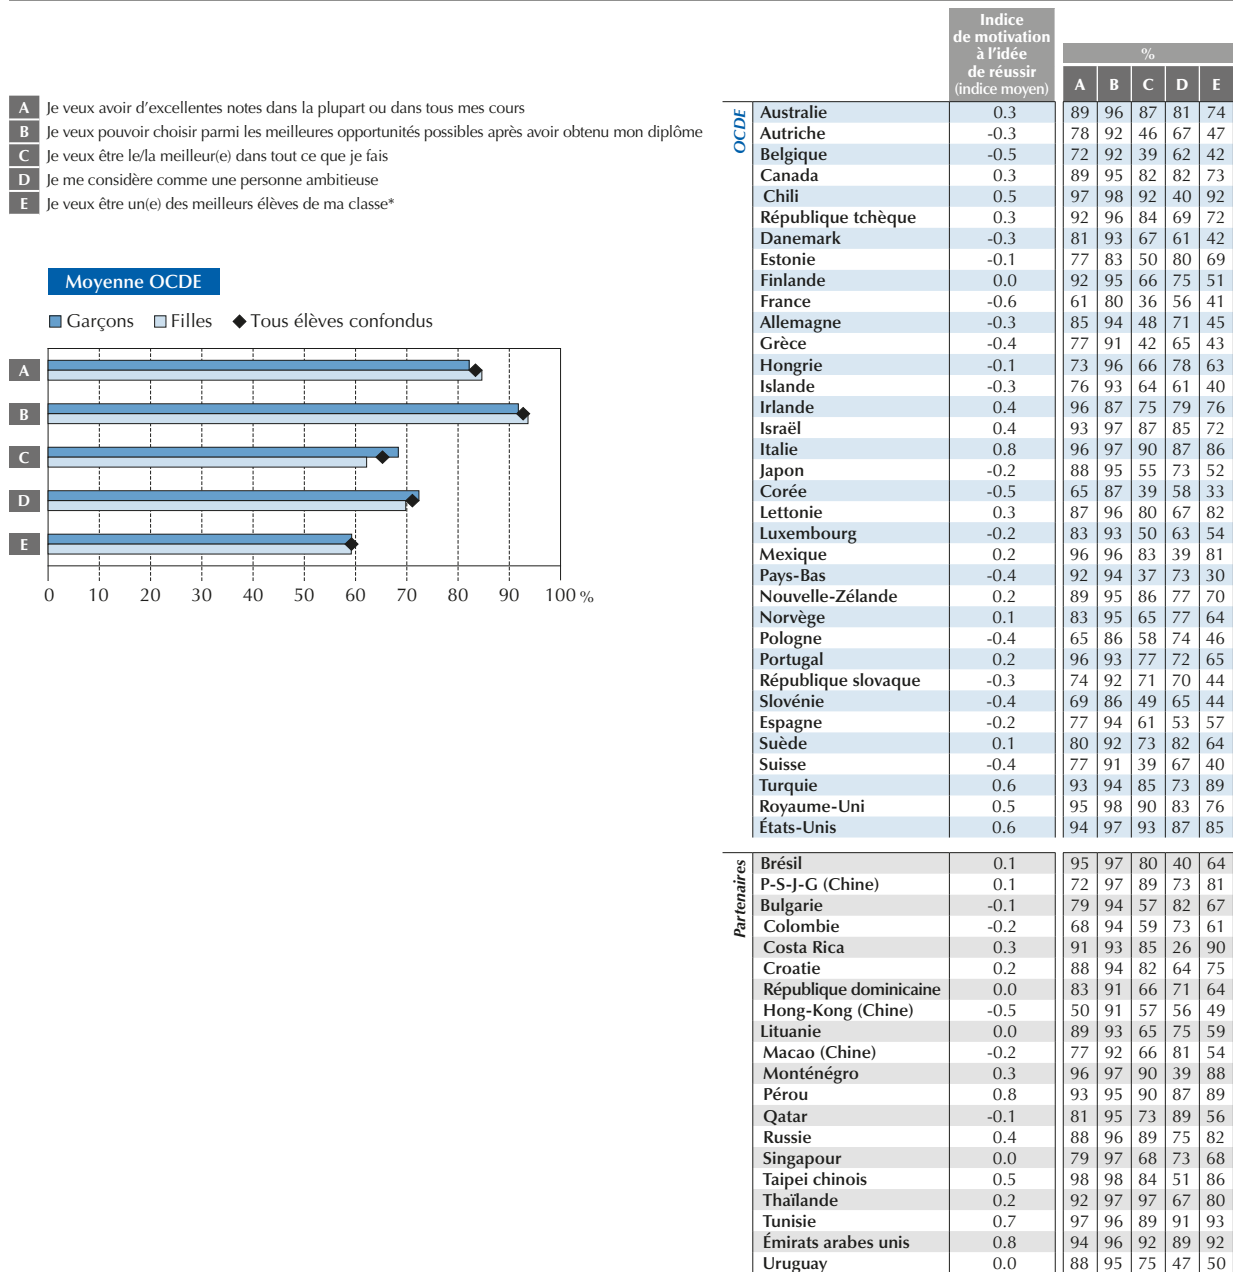 A Je veux avoir d'excellentes notes dans la plupart ou dans tous mes cours
B Je veux pouvoir choisir parmi les meilleures opportunités possibles après avoir obtenu mon diplôme
C Je veux être le/la meilleur(e) dans tout ce que je fais
D Je me considère comme une personne ambitieuse
E Je veux être un(e) des meilleurs élèves de ma classe*
Moyenne OCDE
Garçons Filles Tous élèves confondus
A
B
C
D
E
0 10 20 30 40 50 60 70 80 90 100 %
Indice
de motivation
à l'idée
de réussir
(indice moyen)
%
A B C D E
OCDE
Australie 0.3 89 96 87 81 74
Autriche -0.3 78 92 46 67 47
Belgique -0.5 72 92 39 62 42
Canada 0.3 89 95 82 82 73
Chili 0.5 97 98 92 40 92
République tchèque 0.3 92 96 84 69 72
Danemark -0.3 81 93 67 61 42
Estonie -0.1 77 83 50 80 69
Finlande 0.0 92 95 66 75 51
France -0.6 61 80 36 56 41
Allemagne -0.3 85 94 48 71 45
Grèce -0.4 77 91 42 65 43
Hongrie -0.1 73 96 66 78 63
Islande -0.3 76 93 64 61 40
Irlande 0.4 96 87 75 79 76
Israël 0.4 93 97 87 85 72
Italie 0.8 96 97 90 87 86
Japon -0.2 88 95 55 73 52
Corée -0.5 65 87 39 58 33
Lettonie 0.3 87 96 80 67 82
Luxembourg -0.2 83 93 50 63 54
Mexique 0.2 96 96 83 39 81
Pays-Bas -0.4 92 94 37 73 30
Nouvelle-Zélande 0.2 89 95 86 77 70
Norvège 0.1 83 95 65 77 64
Pologne -0.4 65 86 58 74 46
Portugal 0.2 96 93 77 72 65
République slovaque -0.3 74 92 71 70 44
Slovénie -0.4 69 86 49 65 44
Espagne -0.2 77 94 61 53 57
Suède 0.1 80 92 73 82 64
Suisse -0.4 77 91 39 67 40
Turquie 0.6 93 94 85 73 89
Royaume-Uni 0.5 95 98 90 83 76
États-Unis 0.6 94 97 93 87 85
Partenaires
Brésil 0.1 95 97 80 40 64
P-S-J-G (Chine) 0.1 72 97 89 73 81
Bulgarie -0.1 79 94 57 82 67
Colombie -0.2 68 94 59 73 61
Costa Rica 0.3 91 93 85 26 90
Croatie 0.2 88 94 82 64 75
République dominicaine 0.0 83 91 66 71 64
Hong-Kong (Chine) -0.5 50 91 57 56 49
Lituanie 0.0 89 93 65 75 59
Macao (Chine) -0.2 77 92 66 81 54
Monténégro 0.3 96 97 90 39 88
Pérou 0.8 93 95 90 87 89
Qatar -0.1 81 95 73 89 56
Russie 0.4 88 96 89 75 82
Singapour 0.0 79 97 68 73 68
Taipei chinois 0.5 98 98 84 51 86
Thaïlande 0.2 92 97 97 67 80
Tunisie 0.7 97 96 89 91 93
Émirats arabes unis 0.8 94 96 92 89 92
Uruguay 0.0 88 95 75 47 50